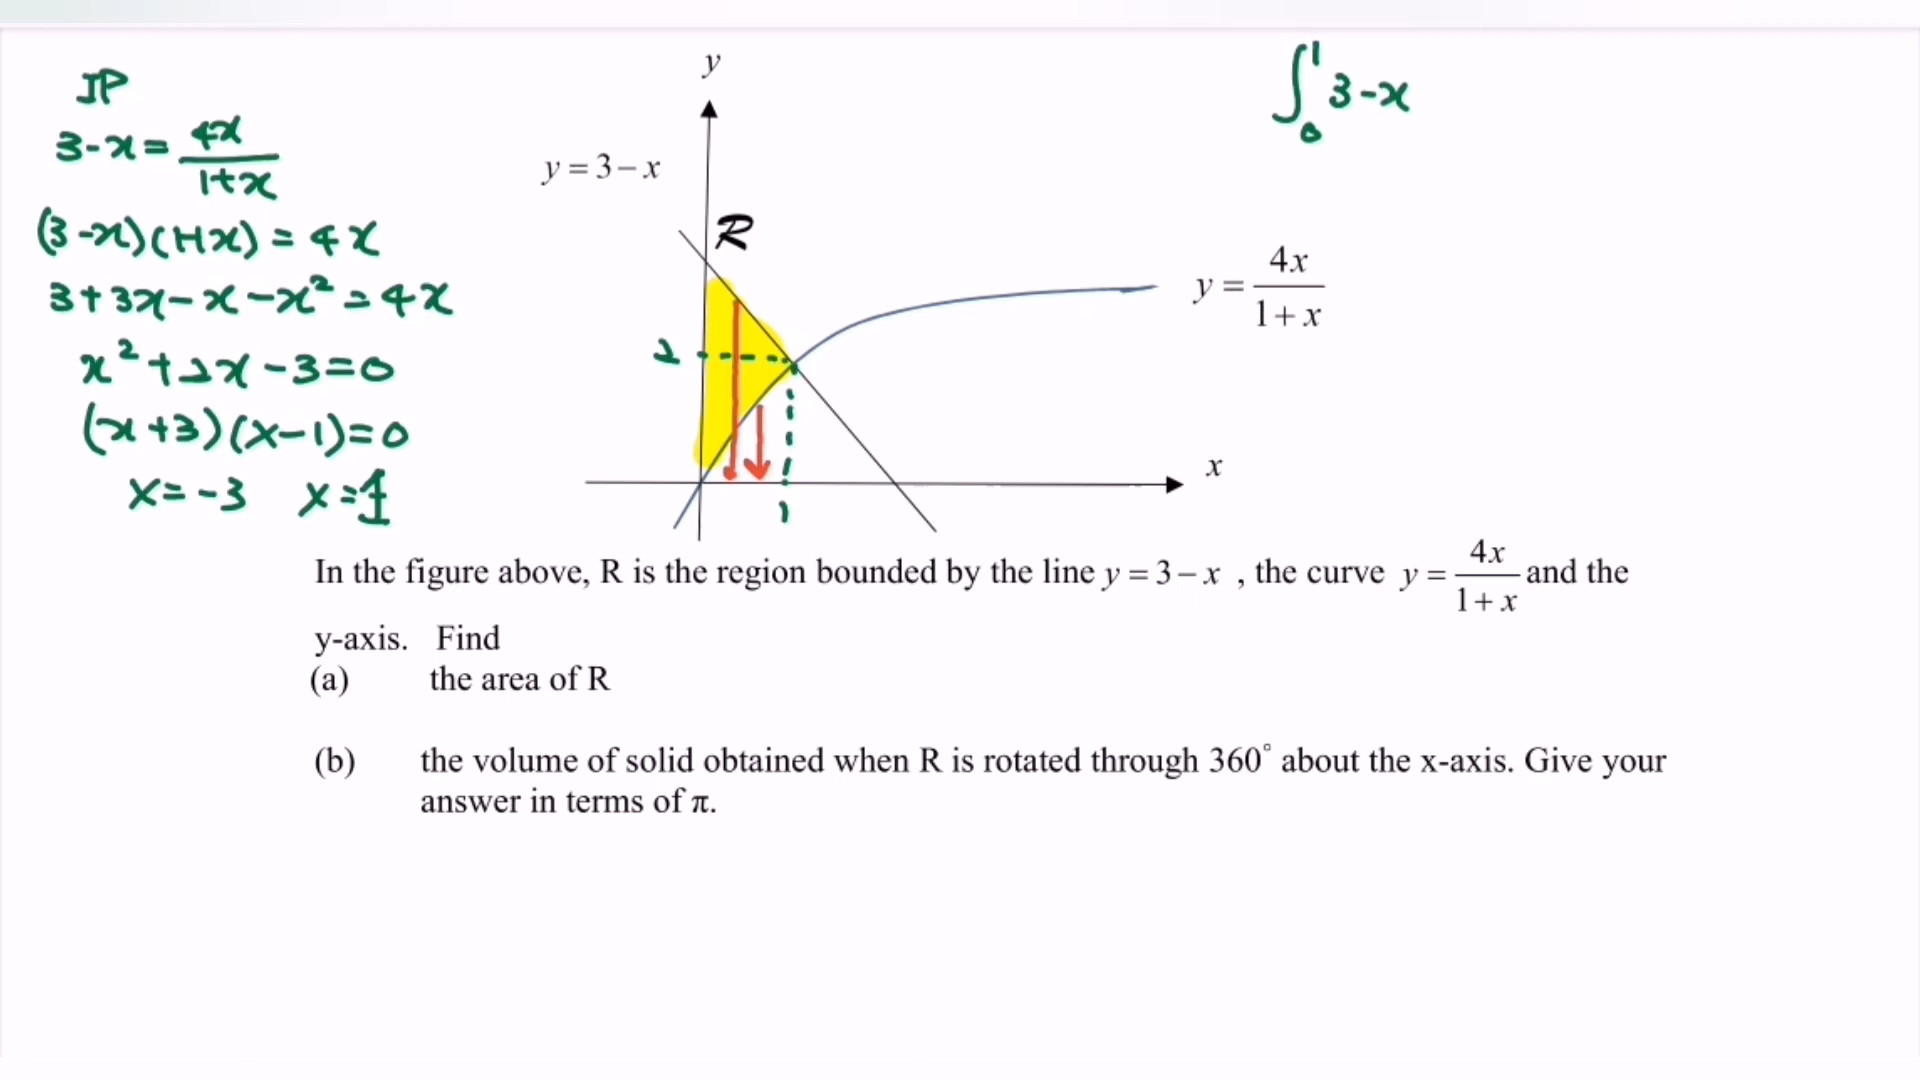 IP
3-x = 4x/1+x
(3-x)(1+x) = 4x
3+3x-x-x² = 4x
x²+2x-3=0
(x+3)(x-1)=0
x=-3 x=1
y
y = 3 – x
R
2
1
x
y = 4x/1+x
∫₀¹ 3-x
In the figure above, R is the region bounded by the line y = 3 – x , the curve y = 4x/1+x and the
y-axis. Find
(a) the area of R
(b) the volume of solid obtained when R is rotated through 360° about the x-axis. Give your
answer in terms of π.